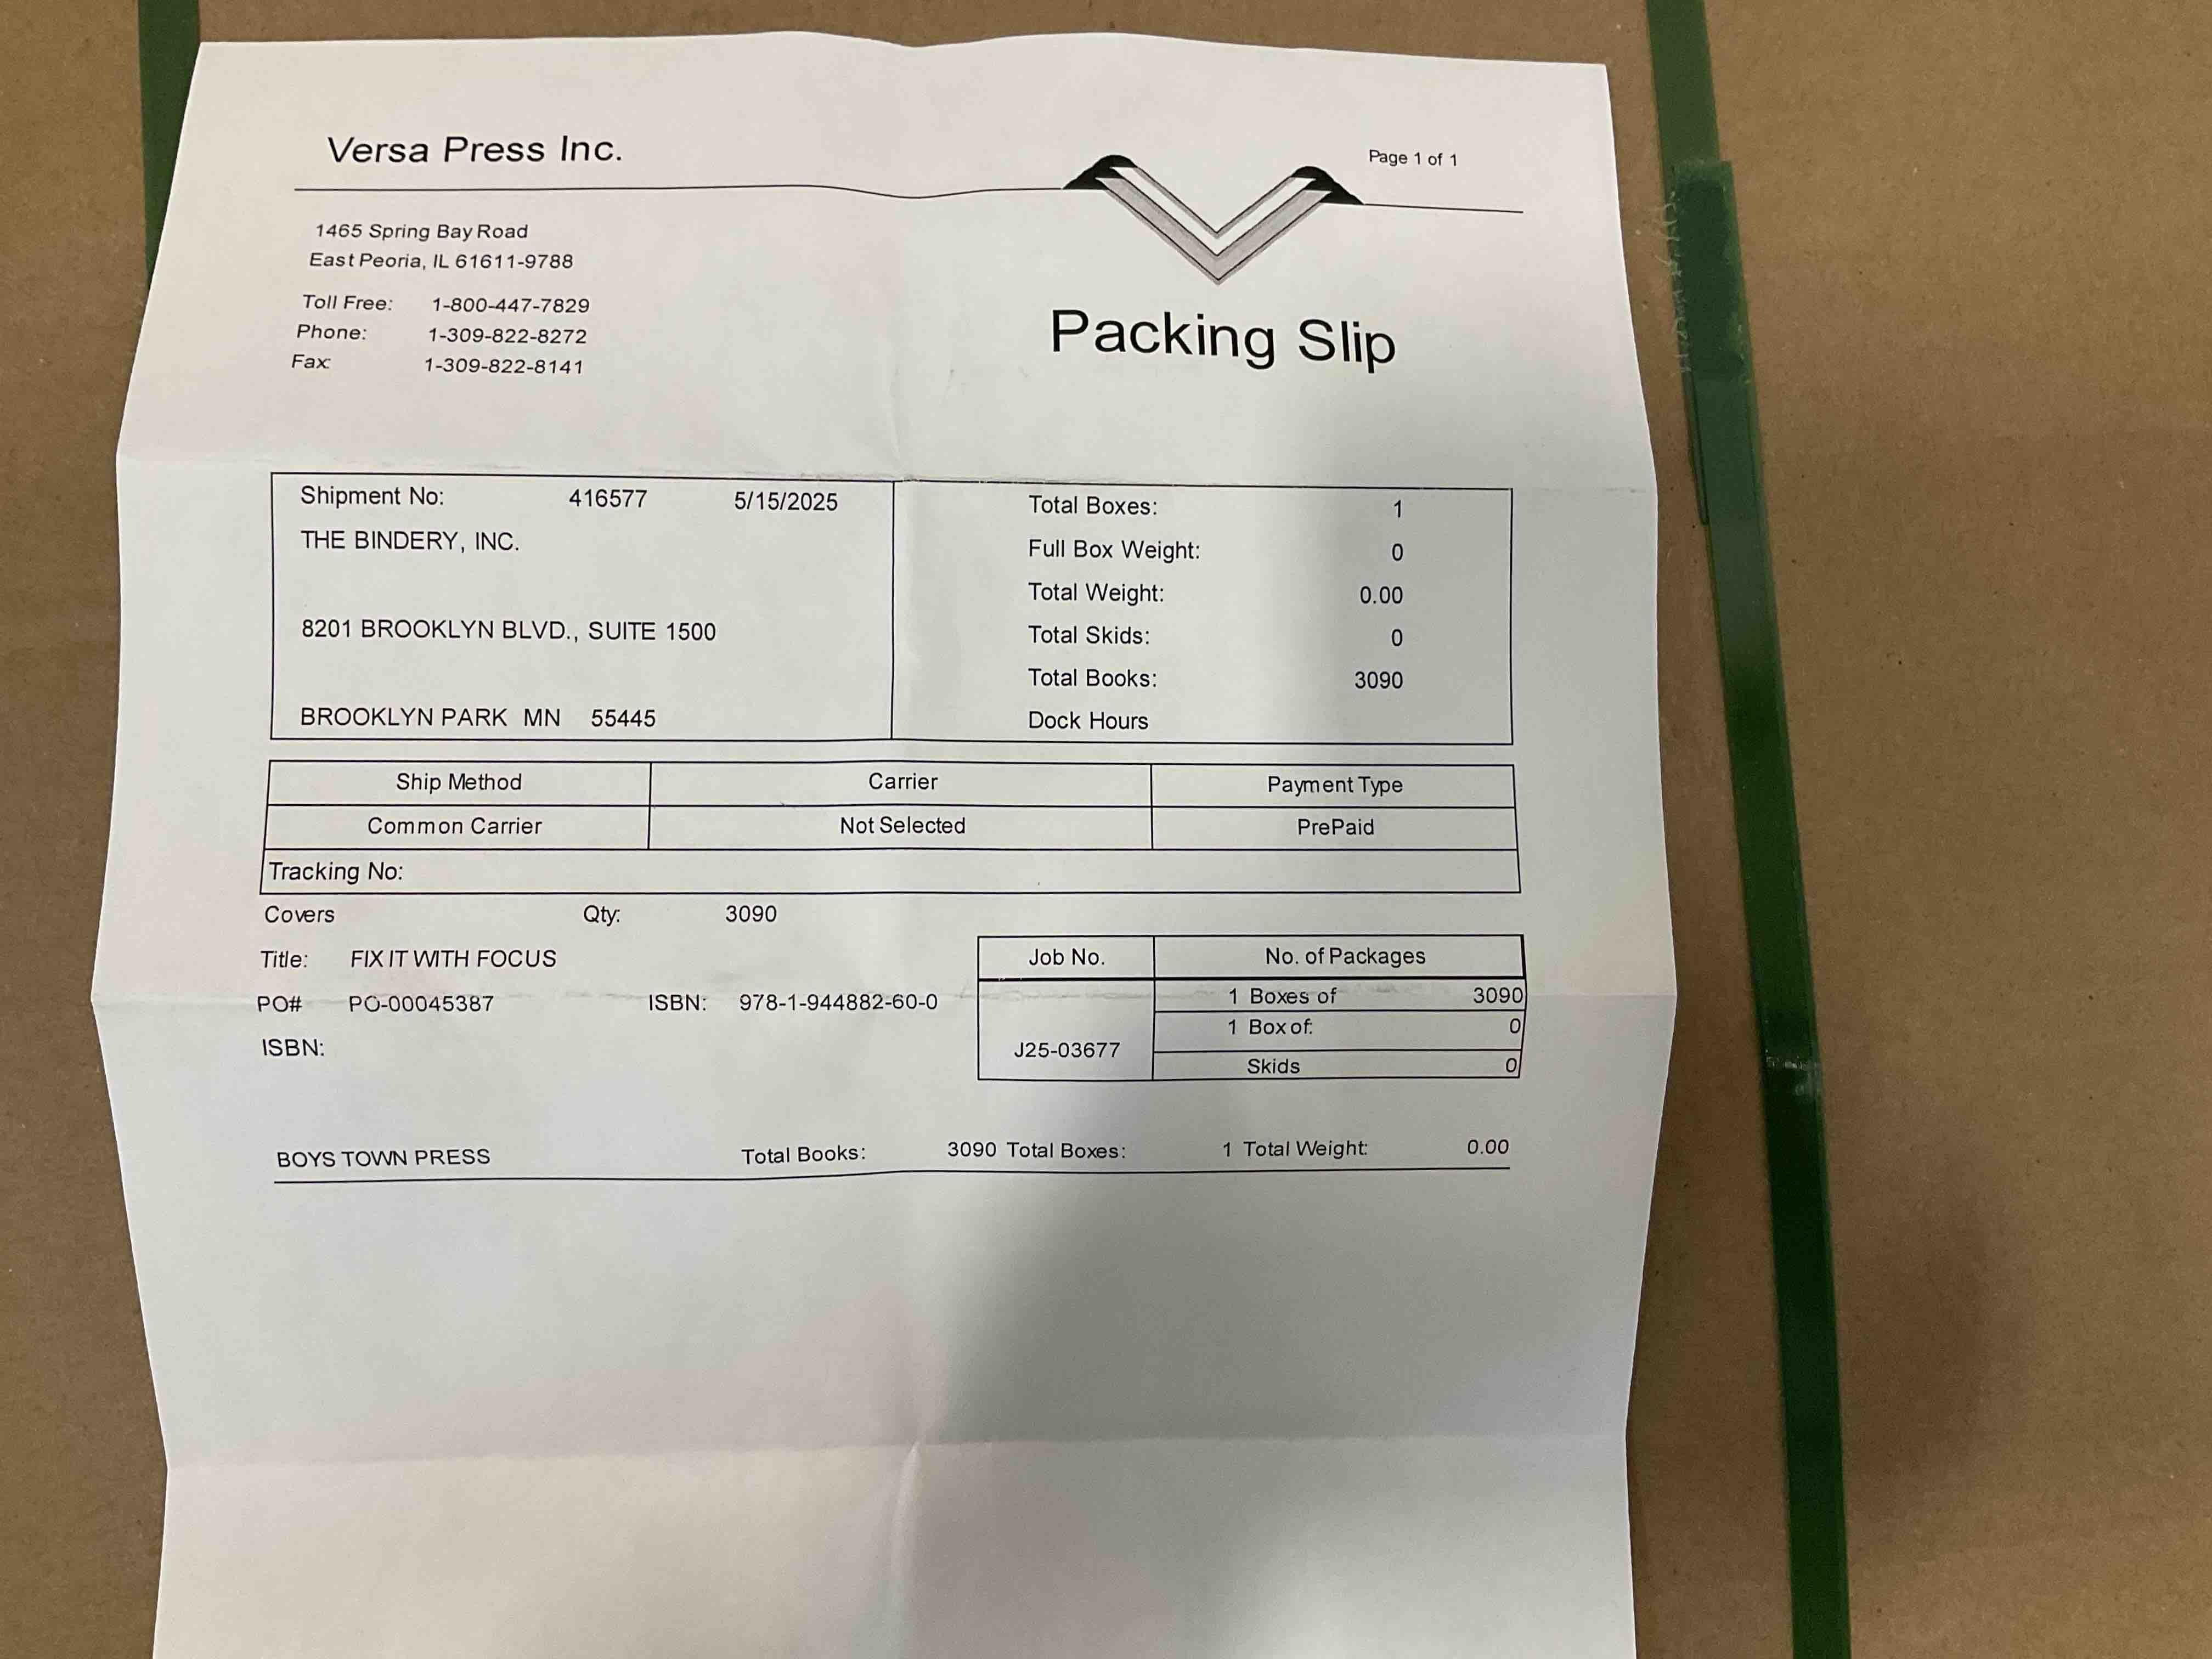 Versa Press Inc.
Page 1 of 1
1465 Spring Bay Road
East Peoria, IL 61611-9788
Toll Free: 1-800-447-7829
Phone: 1-309-822-8272
Fax: 1-309-822-8141
Packing Slip
Shipment No: 416577 5/15/2025
THE BINDERY, INC.
8201 BROOKLYN BLVD., SUITE 1500
BROOKLYN PARK MN 55445
Total Boxes: 1
Full Box Weight: 0
Total Weight: 0.00
Total Skids: 0
Total Books: 3090
Dock Hours
Ship Method Carrier Payment Type
Common Carrier Not Selected PrePaid
Tracking No:
Covers Qty: 3090
Title: FIX IT WITH FOCUS
PO# PO-00045387 ISBN: 978-1-944882-60-0
ISBN:
Job No. No. of Packages
J25-03677
1 Boxes of 3090
1 Box of: 0
Skids 0
BOYS TOWN PRESS Total Books: 3090 Total Boxes: 1 Total Weight: 0.00